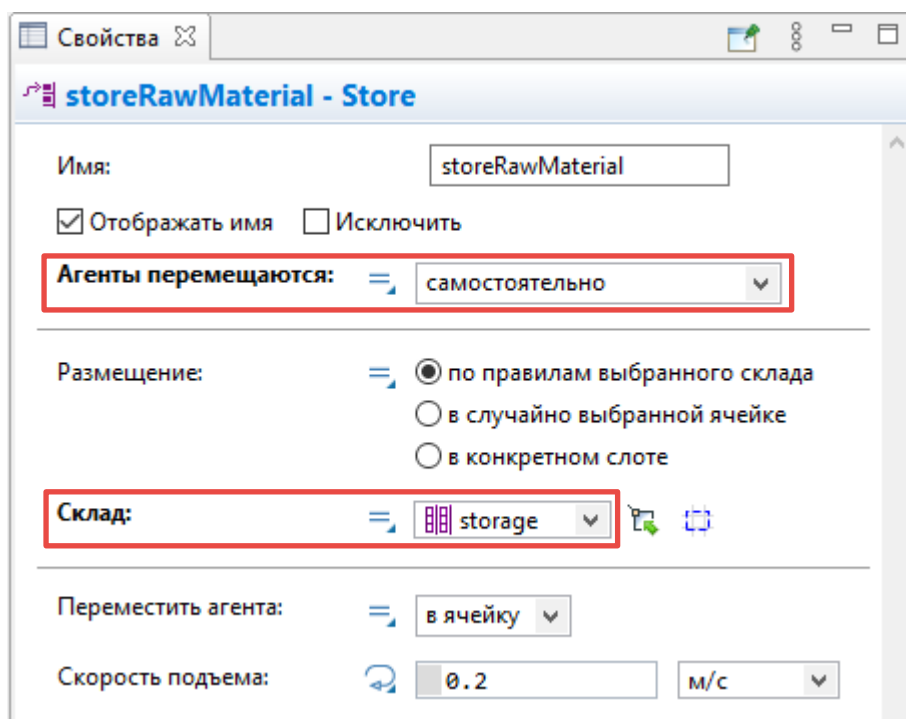 Свойства
storeRawMaterial - Store
Имя: storeRawMaterial
Отображать имя Исключить
Агенты перемещаются: самостоятельно
Размещение: по правилам выбранного склада
в случайно выбранной ячейке
в конкретном слоте
Склад: storage
Переместить агента: в ячейку
Скорость подъема: 0.2 м/с